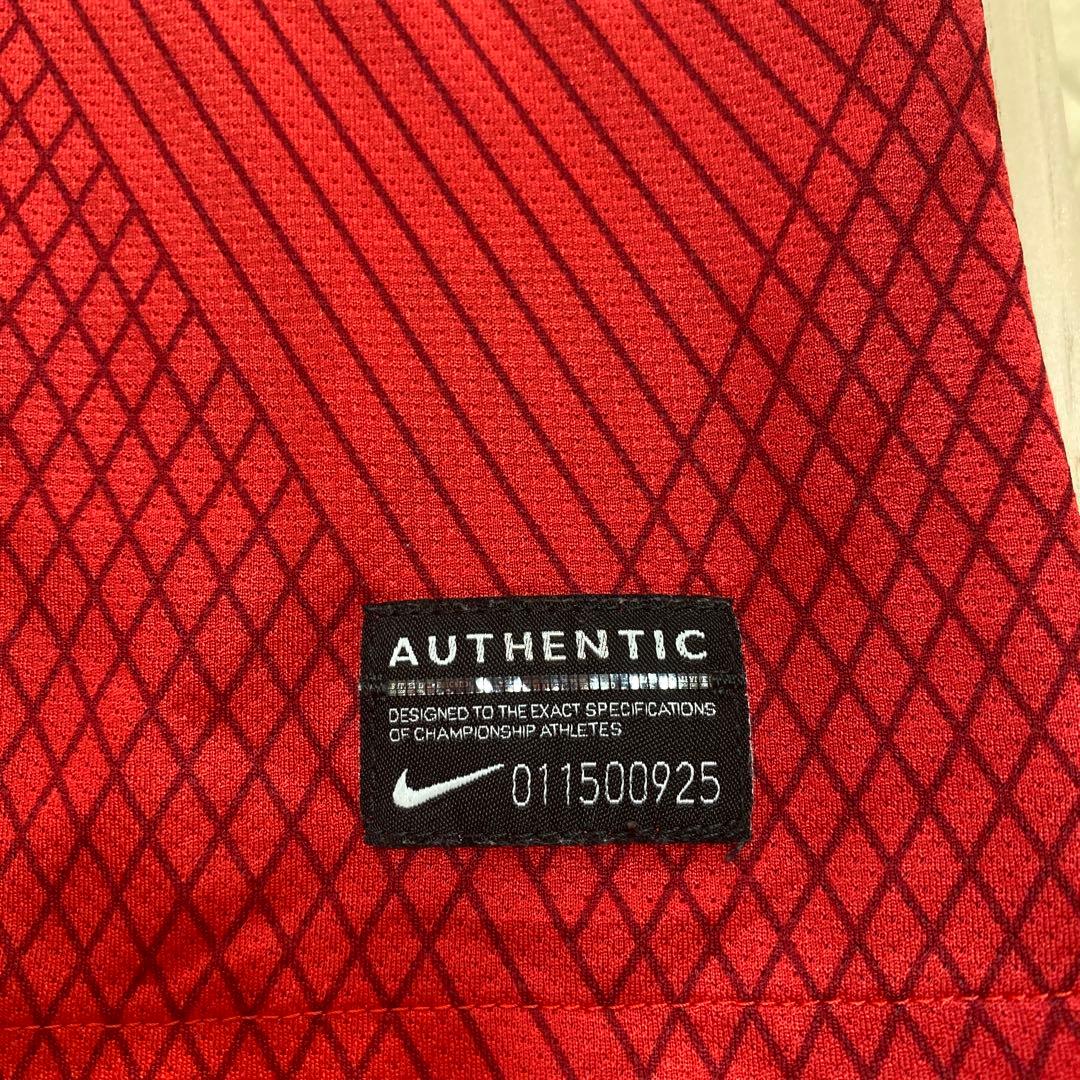 AUTHENTIC
DESIGNED TO THE EXACT SPECIFICATIONS
OF CHAMPIONSHIP ATHLETES
011500925